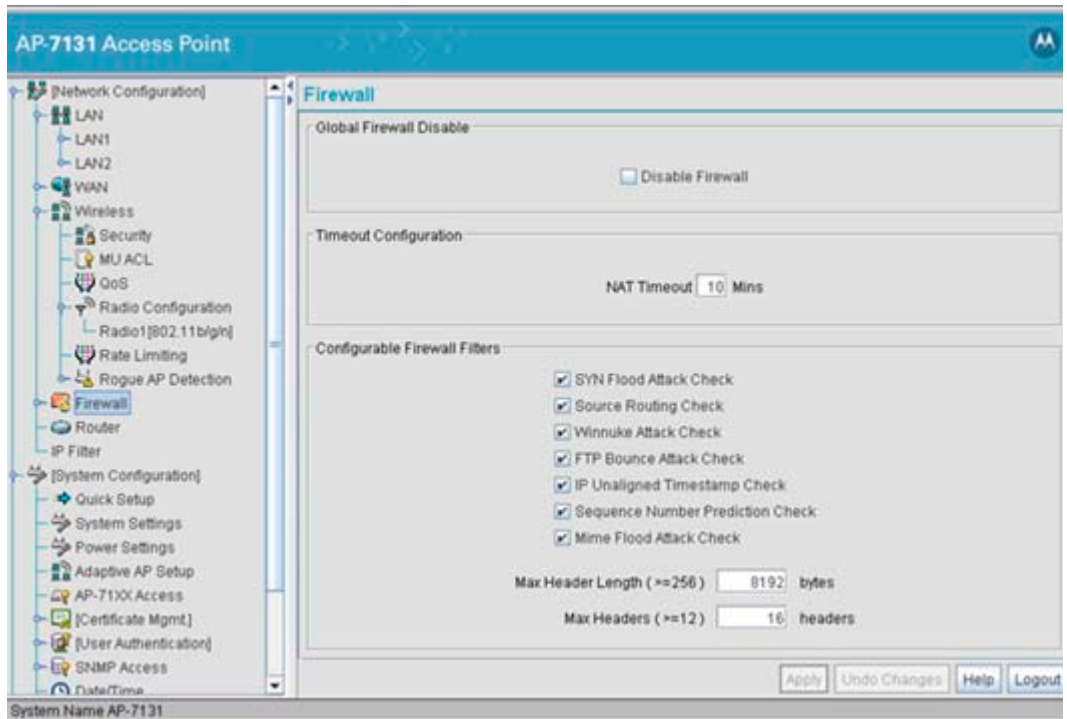 AP-7131 Access Point
[Network Configuration]
LAN
LAN1
LAN2
WAN
Wireless
Security
MU ACL
QoS
Radio Configuration
Radio1[802.11b/g/n]
Rate Limiting
Rogue AP Detection
Firewall
Router
IP Filter
[System Configuration]
Quick Setup
System Settings
Power Settings
Adaptive AP Setup
AP-71XX Access
[Certificate Mgmt.]
[User Authentication]
SNMP Access
Date/Time
Firewall
Global Firewall Disable
Disable Firewall
Timeout Configuration
NAT Timeout 10 Mins
Configurable Firewall Filters
SYN Flood Attack Check
Source Routing Check
Winnuke Attack Check
FTP Bounce Attack Check
IP Unaligned Timestamp Check
Sequence Number Prediction Check
Mime Flood Attack Check
Max Header Length ( >=256 ) 8192 bytes
Max Headers ( >=12 ) 16 headers
Apply Undo Changes Help Logout
System Name AP-7131